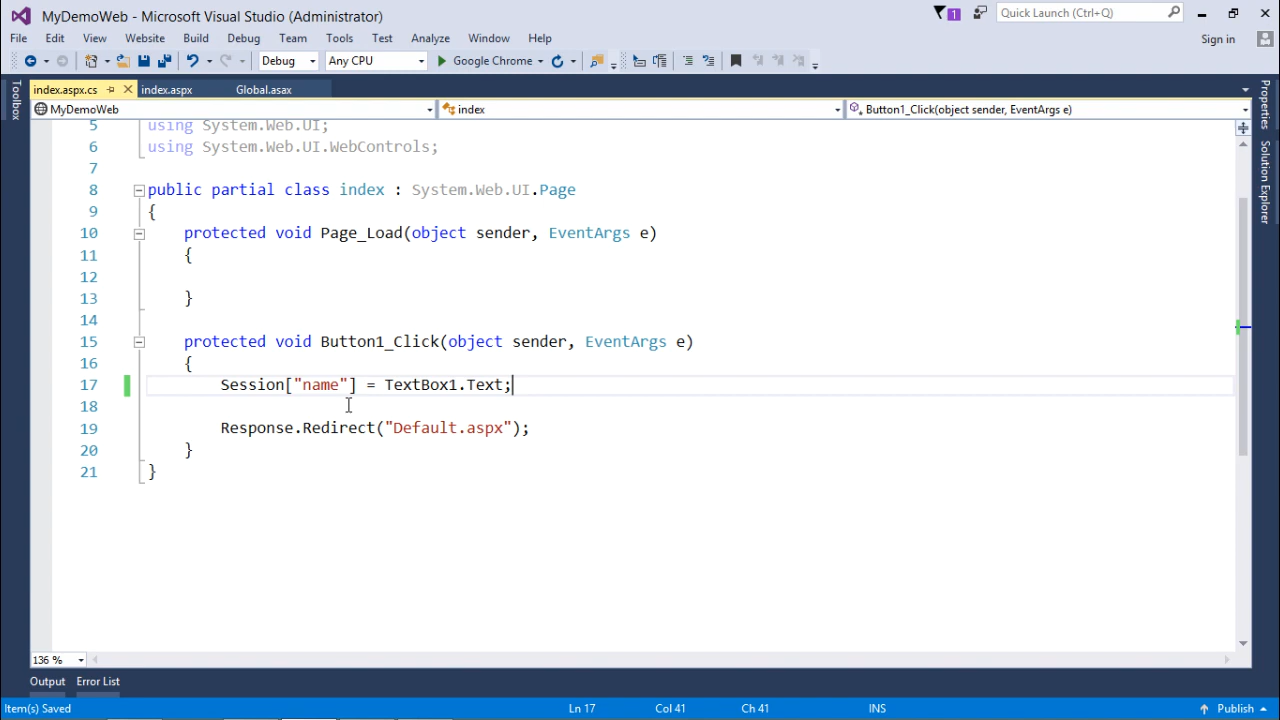 MyDemoWeb - Microsoft Visual Studio (Administrator)
1
Quick Launch (Ctrl+Q)
File Edit View Website Build Debug Team Tools Test Analyze Window Help
Sign in
Debug Any CPU Google Chrome
index.aspx.cs index.aspx Global.asax
MyDemoWeb index Button1_Click(object sender, EventArgs e)
Toolbox
Properties
Solution Explorer
5 using System.Web.UI;
6 using System.Web.UI.WebControls;
7
8 public partial class index : System.Web.UI.Page
9 {
10 protected void Page_Load(object sender, EventArgs e)
11 {
12
13 }
14
15 protected void Button1_Click(object sender, EventArgs e)
16 {
17 Session["name"] = TextBox1.Text;
18
19 Response.Redirect("Default.aspx");
20 }
21 }
136 %
Output Error List
Item(s) Saved Ln 17 Col 41 Ch 41 INS Publish